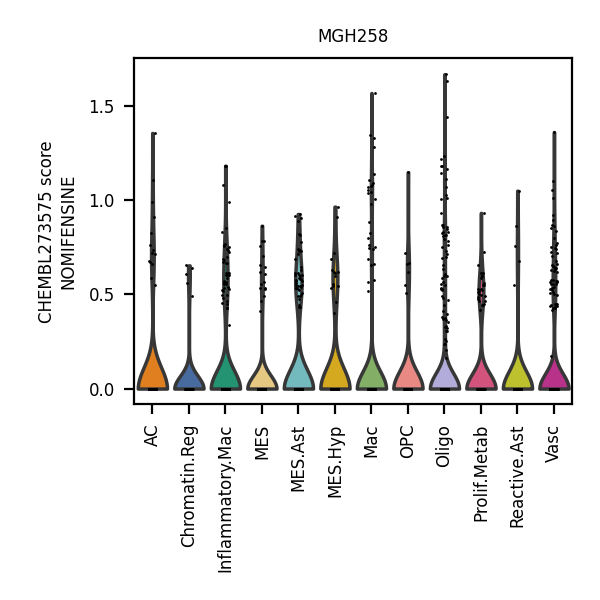 MGH258
CHEMBL273575 score
NOMIFENSINE
1.5
1.0
0.5
0.0
AC
Chromatin.Reg
Inflammatory.Mac
MES
MES.Ast
MES.Hyp
Mac
OPC
Oligo
Prolif.Metab
Reactive.Ast
Vasc